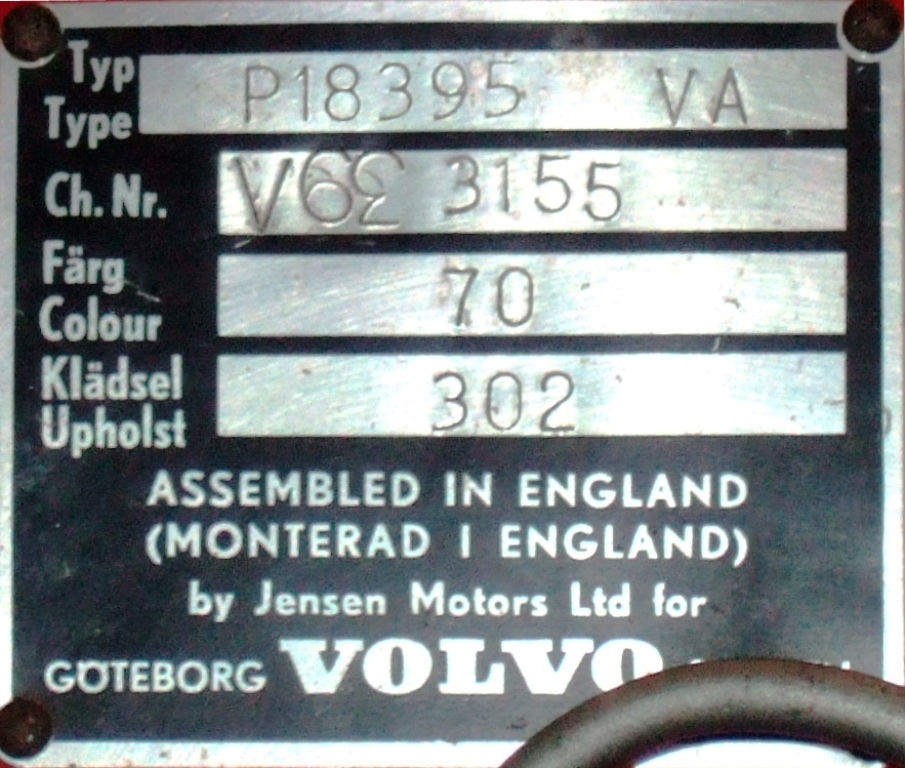 Typ
Type P18395 VA
Ch. Nr. 3155
Färg
Colour 70
Klädsel
Upholst 302
ASSEMBLED IN ENGLAND
(MONTERAD I ENGLAND)
by Jensen Motors Ltd for
GÖTEBORG VOLVO